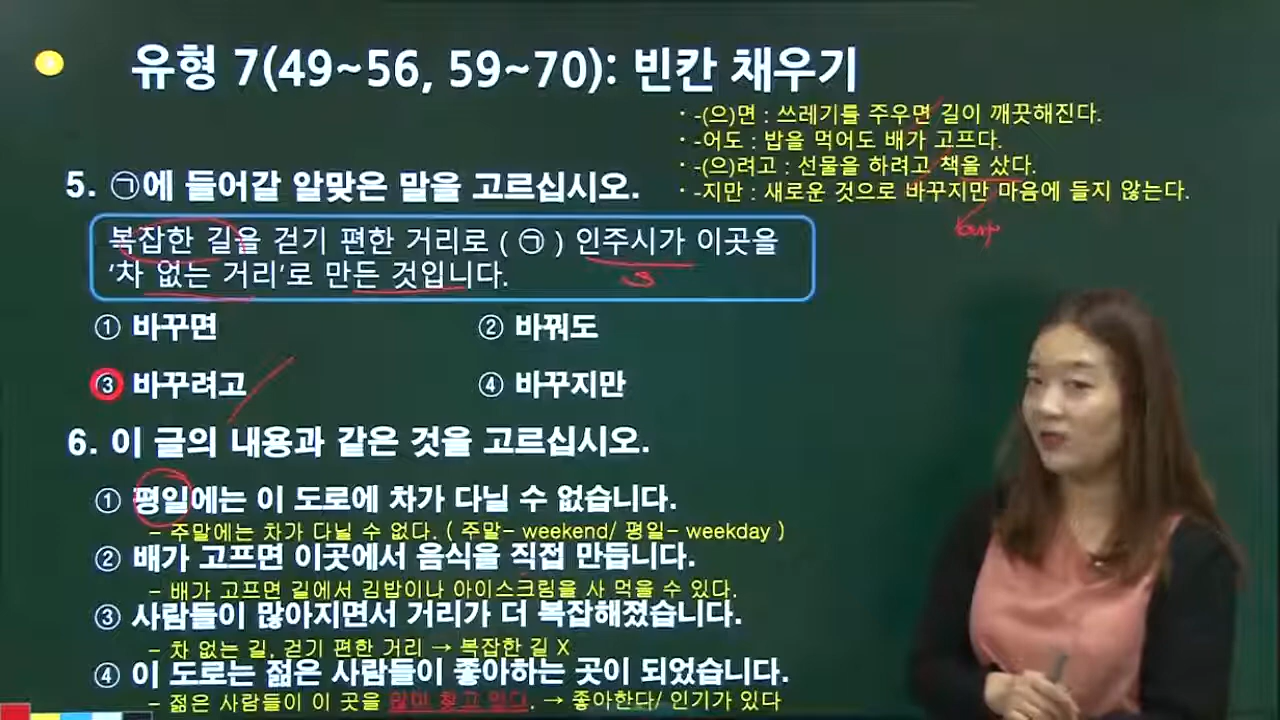 유형 7(49~56, 59~70): 빈칸 채우기
· -(으)면 : 쓰레기를 주우면 길이 깨끗해진다.
· -어도 : 밥을 먹어도 배가 고프다.
· -(으)려고 : 선물을 하려고 책을 샀다.
· -지만 : 새로운 것으로 바꾸지만 마음에 들지 않는다.
5. ㉠에 들어갈 알맞은 말을 고르십시오.
복잡한 길을 걷기 편한 거리로 ( ㉠ ) 인주시가 이곳을
'차 없는 거리'로 만든 것입니다.
① 바꾸면
② 바꿔도
③ 바꾸려고
④ 바꾸지만
6. 이 글의 내용과 같은 것을 고르십시오.
① 평일에는 이 도로에 차가 다닐 수 없습니다.
- 주말에는 차가 다닐 수 없다. ( 주말- weekend/ 평일- weekday )
② 배가 고프면 이곳에서 음식을 직접 만듭니다.
- 배가 고프면 길에서 김밥이나 아이스크림을 사 먹을 수 있다.
③ 사람들이 많아지면서 거리가 더 복잡해졌습니다.
- 차 없는 길, 걷기 편한 거리 → 복잡한 길 X
④ 이 도로는 젊은 사람들이 좋아하는 곳이 되었습니다.
- 젊은 사람들이 이 곳을 많이 찾고 있다. → 좋아한다/ 인기가 있다